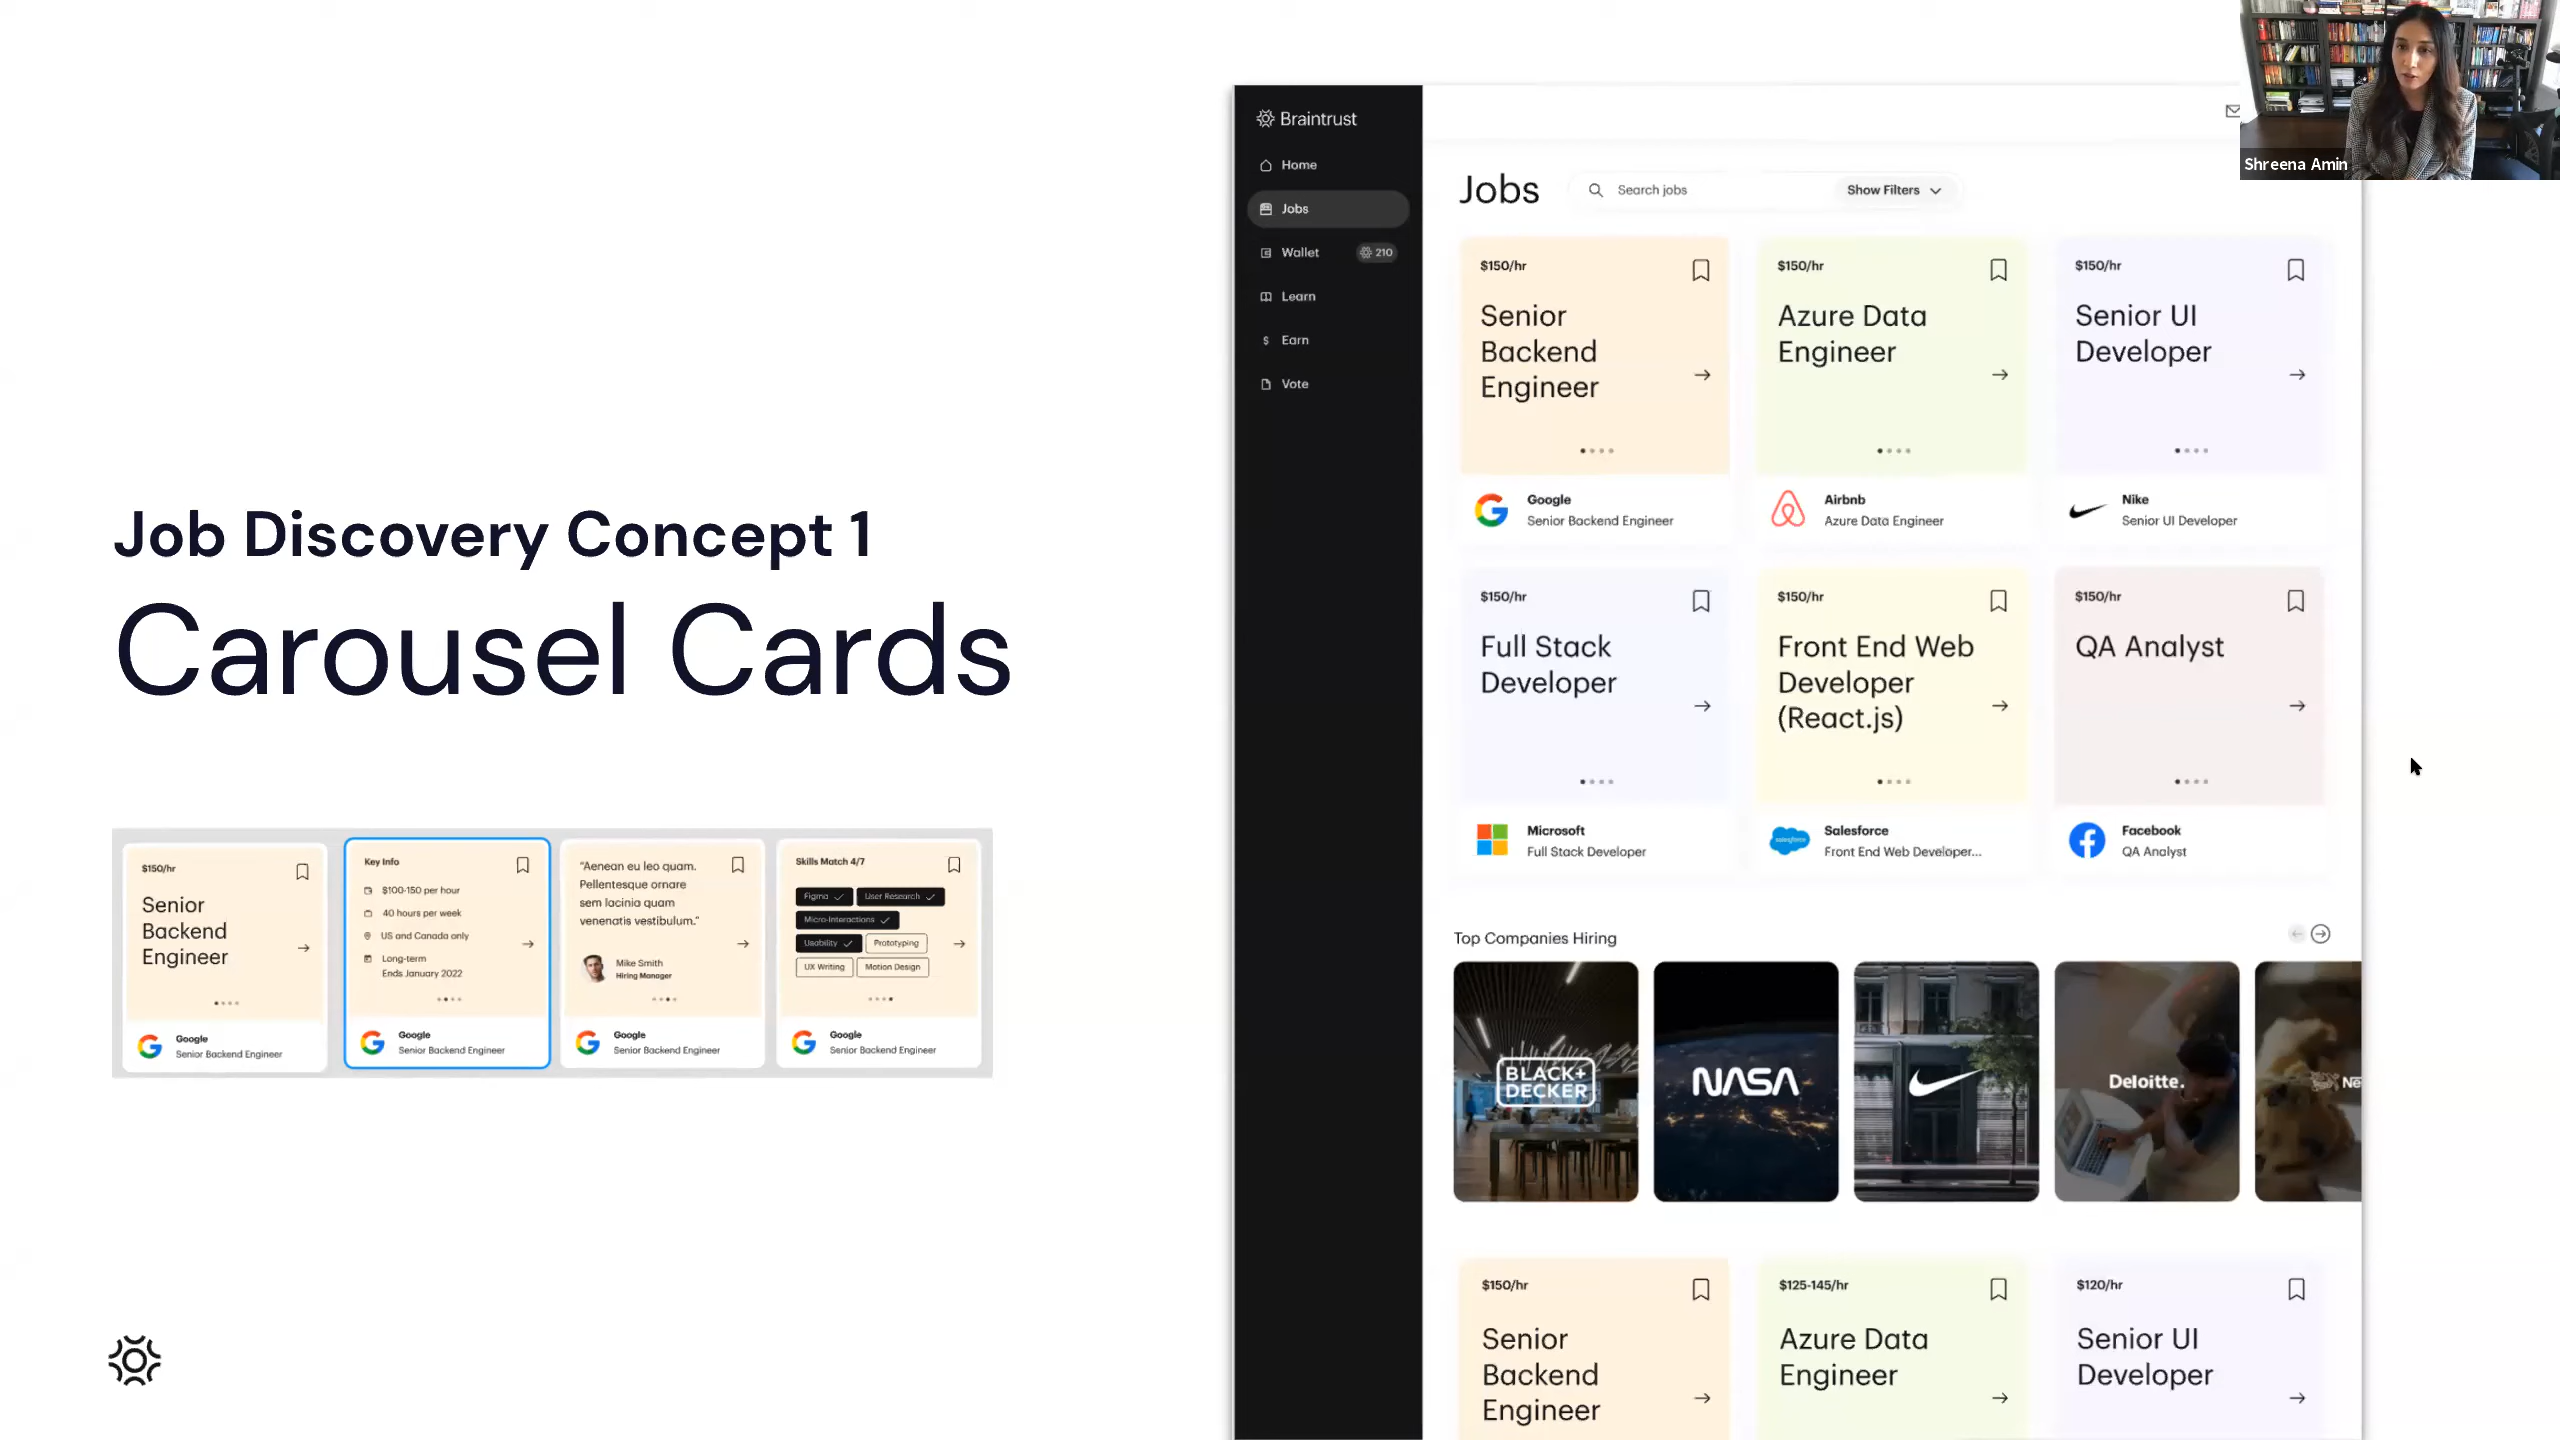 Shreena Amin
Job Discovery Concept 1
Carousel Cards
$150/hr
Senior
Backend
Engineer
Google
Senior Backend Engineer
Key Info
$100-150 per hour
40 hours per week
US and Canada only
Long-term
Ends January 2022
Google
Senior Backend Engineer
"Aenean eu leo quam.
Pellentesque ornare
sem lacinia quam
venenatis vestibulum."
Mike Smith
Hiring Manager
Google
Senior Backend Engineer
Skills Match 4/7
Figma
User Research
Micro-Interactions
Usability
Prototyping
UX Writing
Motion Design
Google
Senior Backend Engineer
Braintrust
Home
Jobs
Wallet
210
Learn
Earn
Vote
Jobs
Search jobs
Show Filters
$150/hr
Senior
Backend
Engineer
Google
Senior Backend Engineer
$150/hr
Azure Data
Engineer
Airbnb
Azure Data Engineer
$150/hr
Senior UI
Developer
Nike
Senior UI Developer
$150/hr
Full Stack
Developer
Microsoft
Full Stack Developer
$150/hr
Front End Web
Developer
(React.js)
salesforce
Salesforce
Front End Web Developer...
$150/hr
QA Analyst
Facebook
QA Analyst
Top Companies Hiring
BLACK+
DECKER
NASA
Deloitte.
Ne
$150/hr
Senior
Backend
Engineer
$125-145/hr
Azure Data
Engineer
$120/hr
Senior UI
Developer